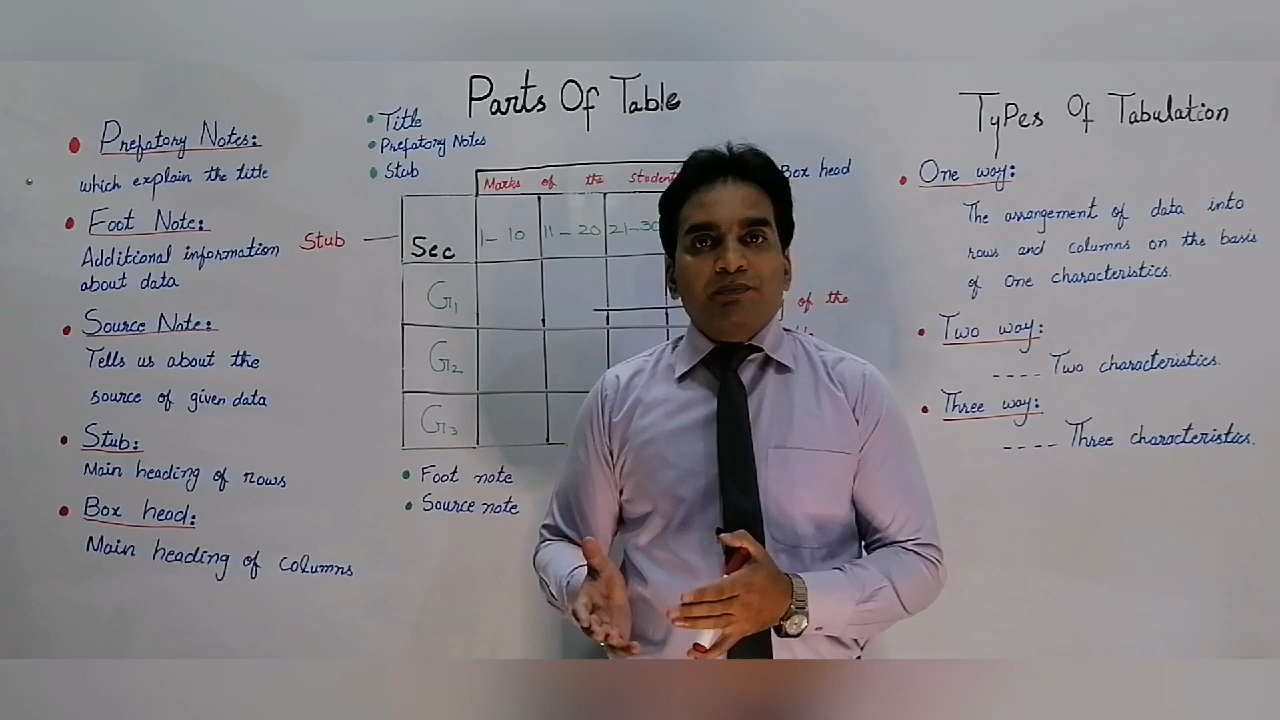 Parts Of Table
• Prefatory Notes:
which explain the title
• Foot Note:
Additional information
about data
• Source Note:
Tells us about the
source of given data
• Stub:
Main heading of rows
• Box head:
Main heading of columns
• Title
• Prefatory Notes
• Stub
Stub
Marks of the Student
Box head
Sec 1-10 11-20 21-30
G1
of the
G2
G3
• Foot note
• Source note
Types Of Tabulation
• One way:
The arrangement of data into
rows and columns on the basis
of One characteristics.
• Two way:
---- Two characteristics.
• Three way:
---- Three characteristics.